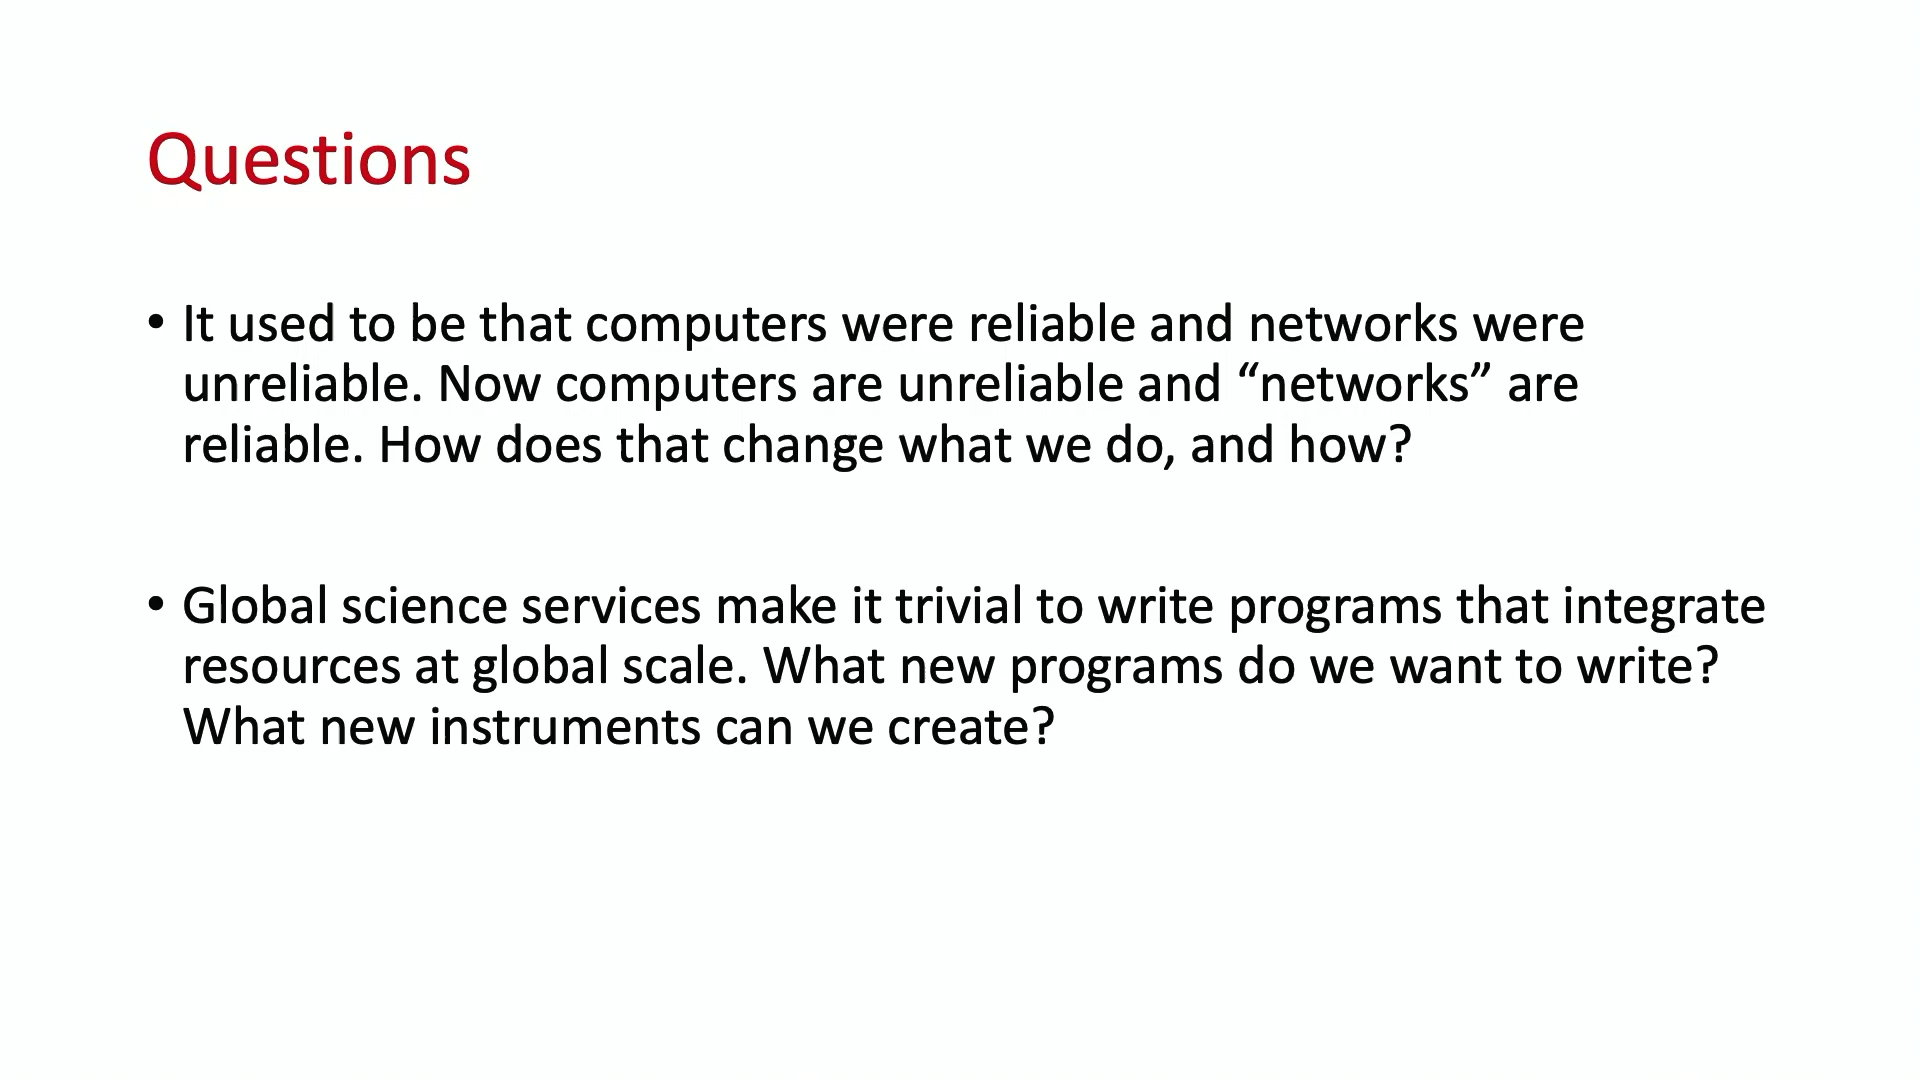 Questions
• It used to be that computers were reliable and networks were
unreliable. Now computers are unreliable and “networks” are
reliable. How does that change what we do, and how?
• Global science services make it trivial to write programs that integrate
resources at global scale. What new programs do we want to write?
What new instruments can we create?